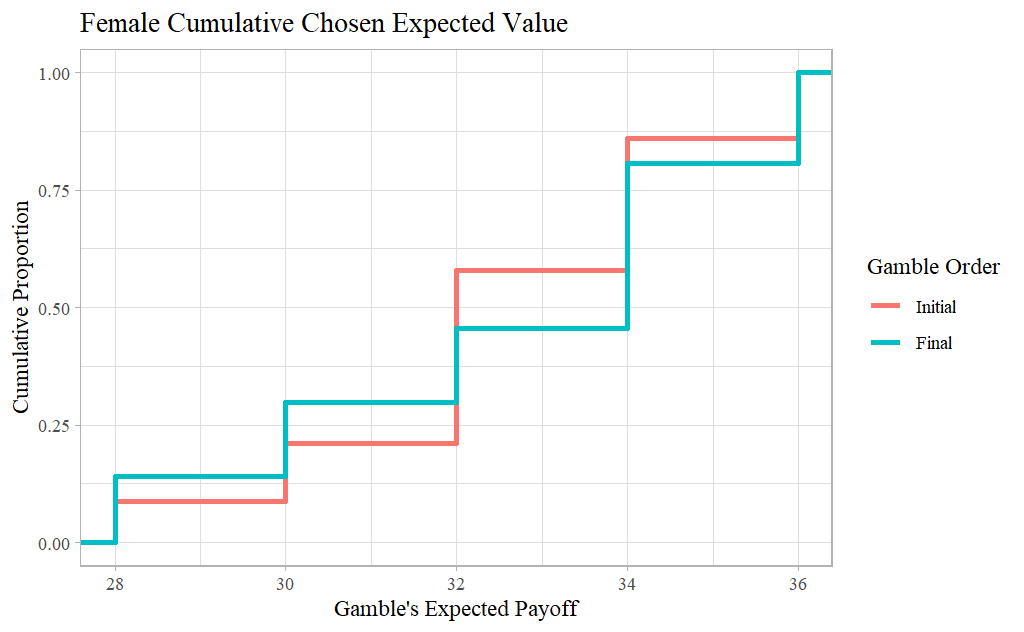 Female Cumulative Chosen Expected Value
1.00
0.75
0.50
0.25
0.00
Cumulative Proportion
28 30 32 34 36
Gamble's Expected Payoff
Gamble Order
Initial
Final